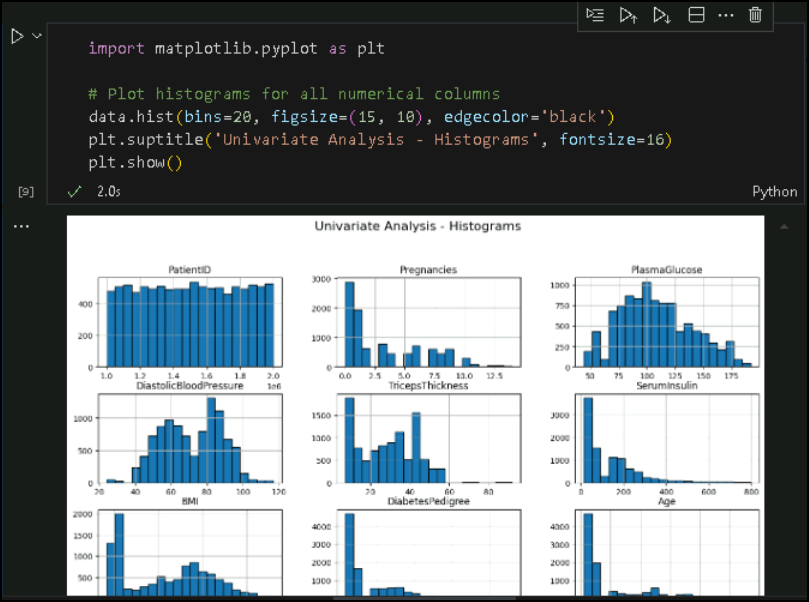 import matplotlib.pyplot as plt
# Plot histograms for all numerical columns
data.hist(bins=20, figsize=(15, 10), edgecolor='black')
plt.suptitle('Univariate Analysis - Histograms', fontsize=16)
plt.show()
[9] 2.0s Python
Univariate Analysis - Histograms
PatientID Pregnancies PlasmaGlucose
400 3000 1000
200 2000 750
0 1000 500
0 250
0
1.0 1.2 1.4 1.6 1.8 2.0 0.0 2.5 5.0 7.5 10.0 12.5 50 75 100 125 150 175
1e6
DiastolicBloodPressure TricepsThickness SerumInsulin
1000 1500 3000
500 1000 2000
0 500 1000
0 0
20 40 60 80 100 120 20 40 60 80 0 200 400 600 800
BMI DiabetesPedigree Age
2000 4000 4000
1500 3000 3000
1000 2000 2000
500 1000 1000